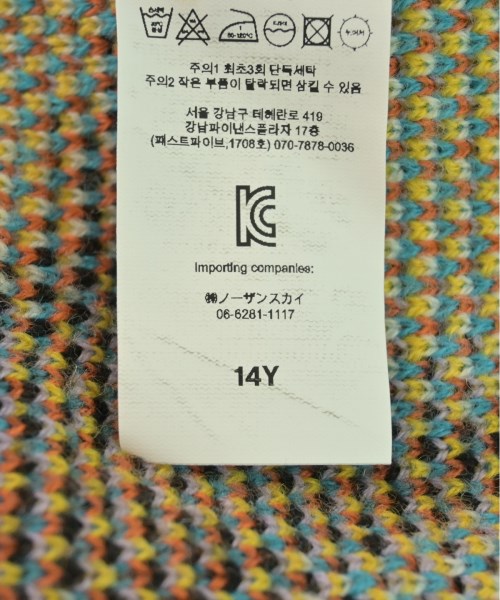 주의1 최초3회 단독세탁
주의2 작은 부품이 탈락되면 삼킬 수 있음
서울 강남구 테헤란로 419
강남파이낸스플라자 17층
(패스트파이브,1708호) 070-7878-0036
KC
Importing companies:
㈱ノーザンスカイ
06-6281-1117
14Y